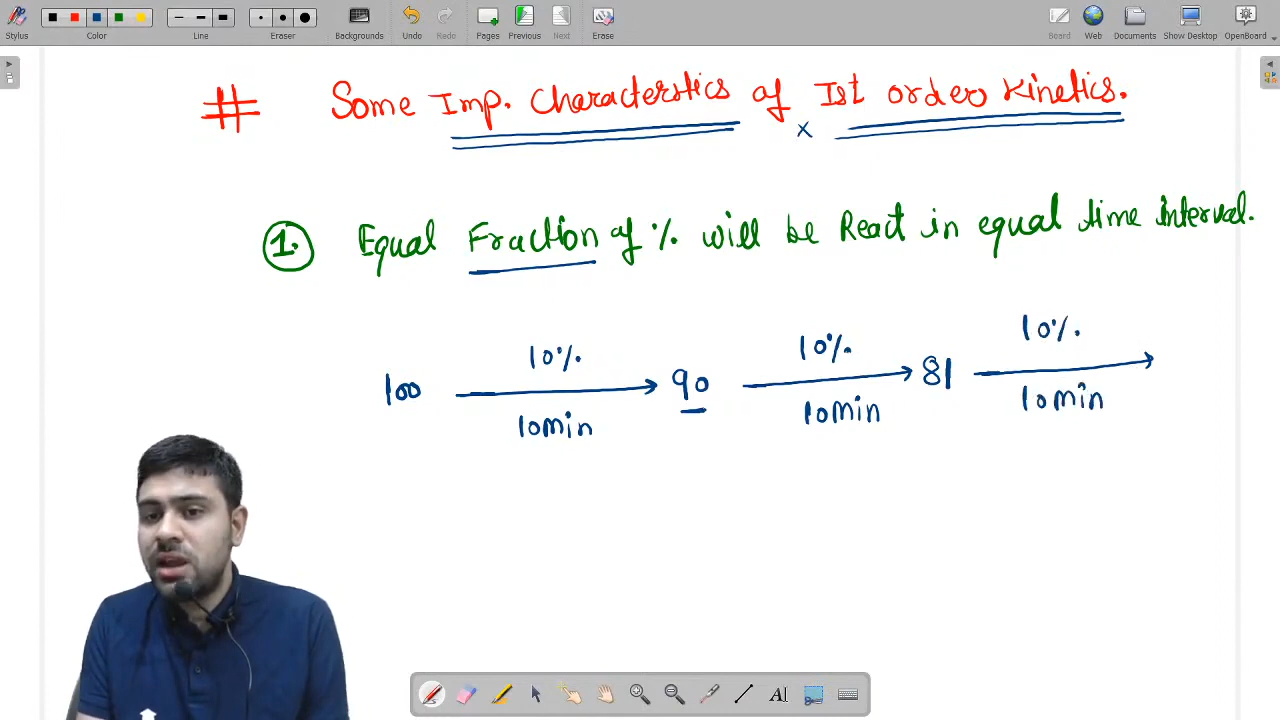 Stylus Color Line Eraser Backgrounds Undo Redo Pages Previous Next Erase Board Web Documents Show Desktop OpenBoard
# Some Imp. Characterstics of Ist order Kinetics.
x
1. Equal Fraction of % will be React in equal time interval.
100 10% 10min 90 10% 10min 81 10% 10min
AI